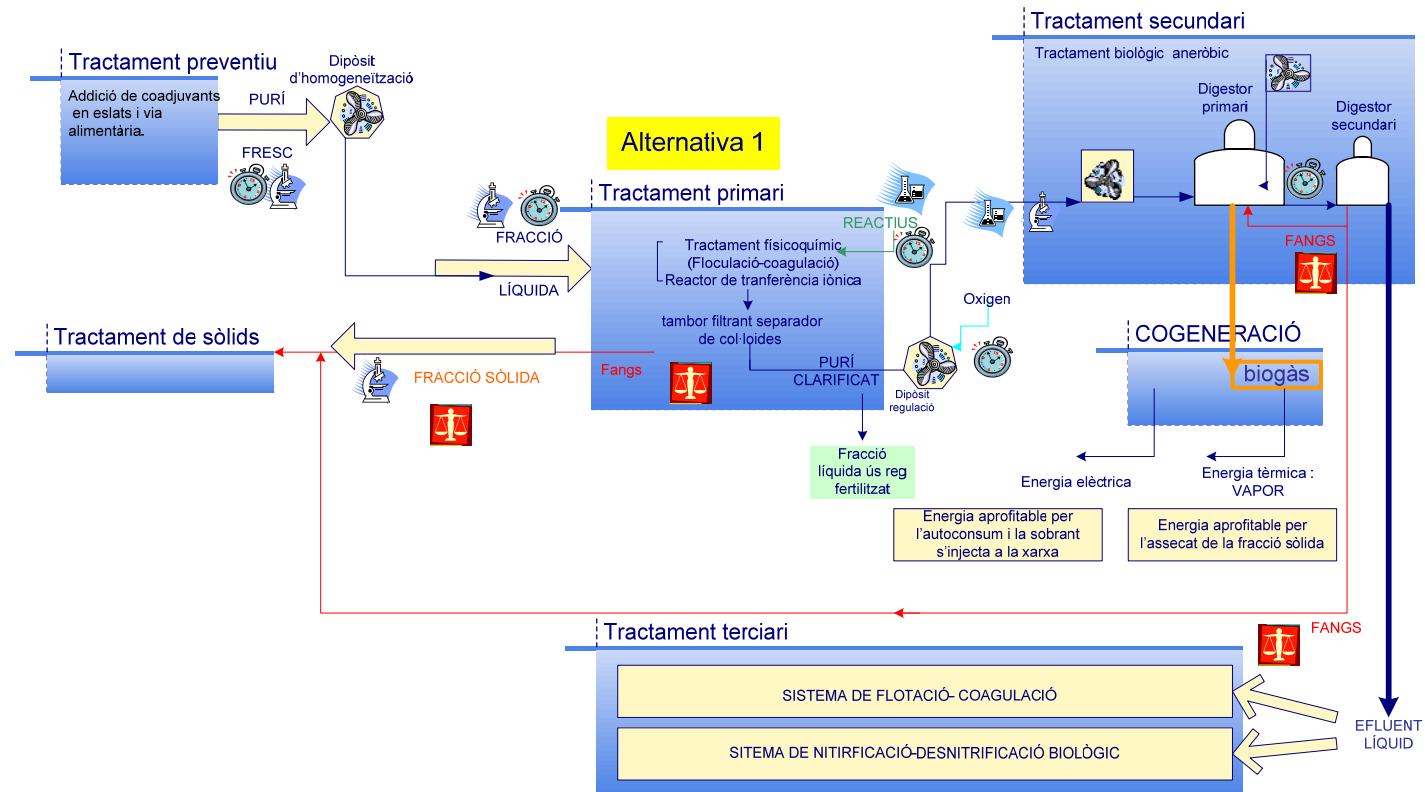 Tractament preventiu
Addició de coadjuvants
en eslats i via
alimentària.
PURÍ
FRESC
Dipòsit
d'homogeneïtzació
Alternativa 1
FRACCIÓ
LÍQUIDA
Tractament primari
REACTIUS
Tractament físicoquímic
(Floculació-coagulació)
Reactor de tranferència iònica
tambor filtrant separador
de col·loides
Fangs
PURÍ
CLARIFICAT
Oxigen
Dipòsit
regulació
Fracció
líquida ús reg
fertilitzat
Tractament de sòlids
FRACCIÓ SÒLIDA
Tractament secundari
Tractament biològic aneròbic
Digestor
primari
Digestor
secundari
FANGS
COGENERACIÓ
biogàs
Energia elèctrica
Energia tèrmica :
VAPOR
Energia aprofitable per
l'autoconsum i la sobrant
s'injecta a la xarxa
Energia aprofitable per
l'assecat de la fracció sòlida
FANGS
Tractament terciari
SISTEMA DE FLOTACIÓ- COAGULACIÓ
SITEMA DE NITIRFICACIÓ-DESNITRIFICACIÓ BIOLÒGIC
EFLUENT
LÍQUID